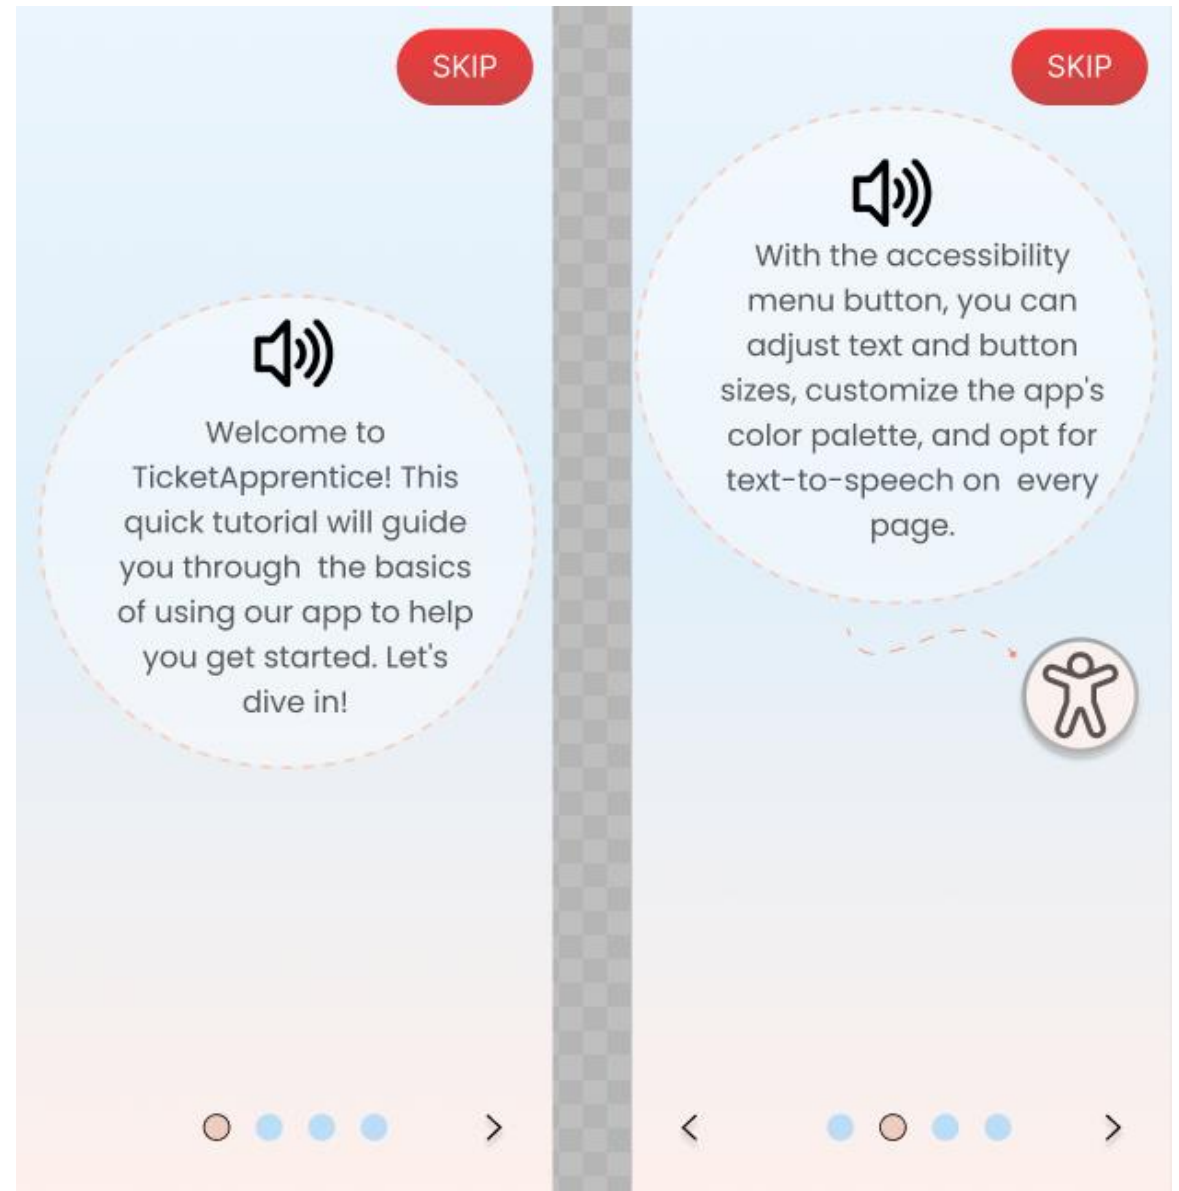 SKIP
Welcome to
TicketApprentice! This
quick tutorial will guide
you through  the basics
of using our app to help
you get started. Let's
dive in!
SKIP
With the accessibility
menu button, you can
adjust text and button
sizes, customize the app's
color palette, and opt for
text-to-speech on  every
page.